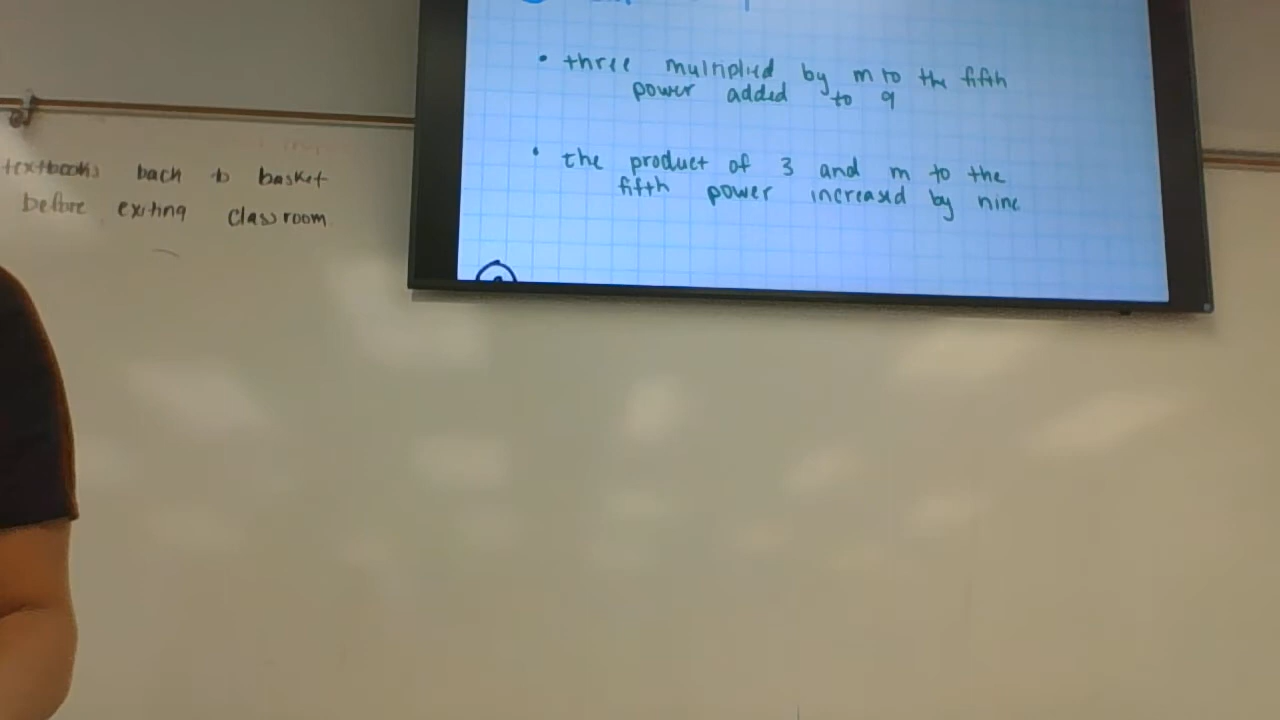 • three multiplied by m to the fifth
power added to 9
• the product of 3 and m to the
fifth power increased by nine
textbooks back to basket
before exiting classroom